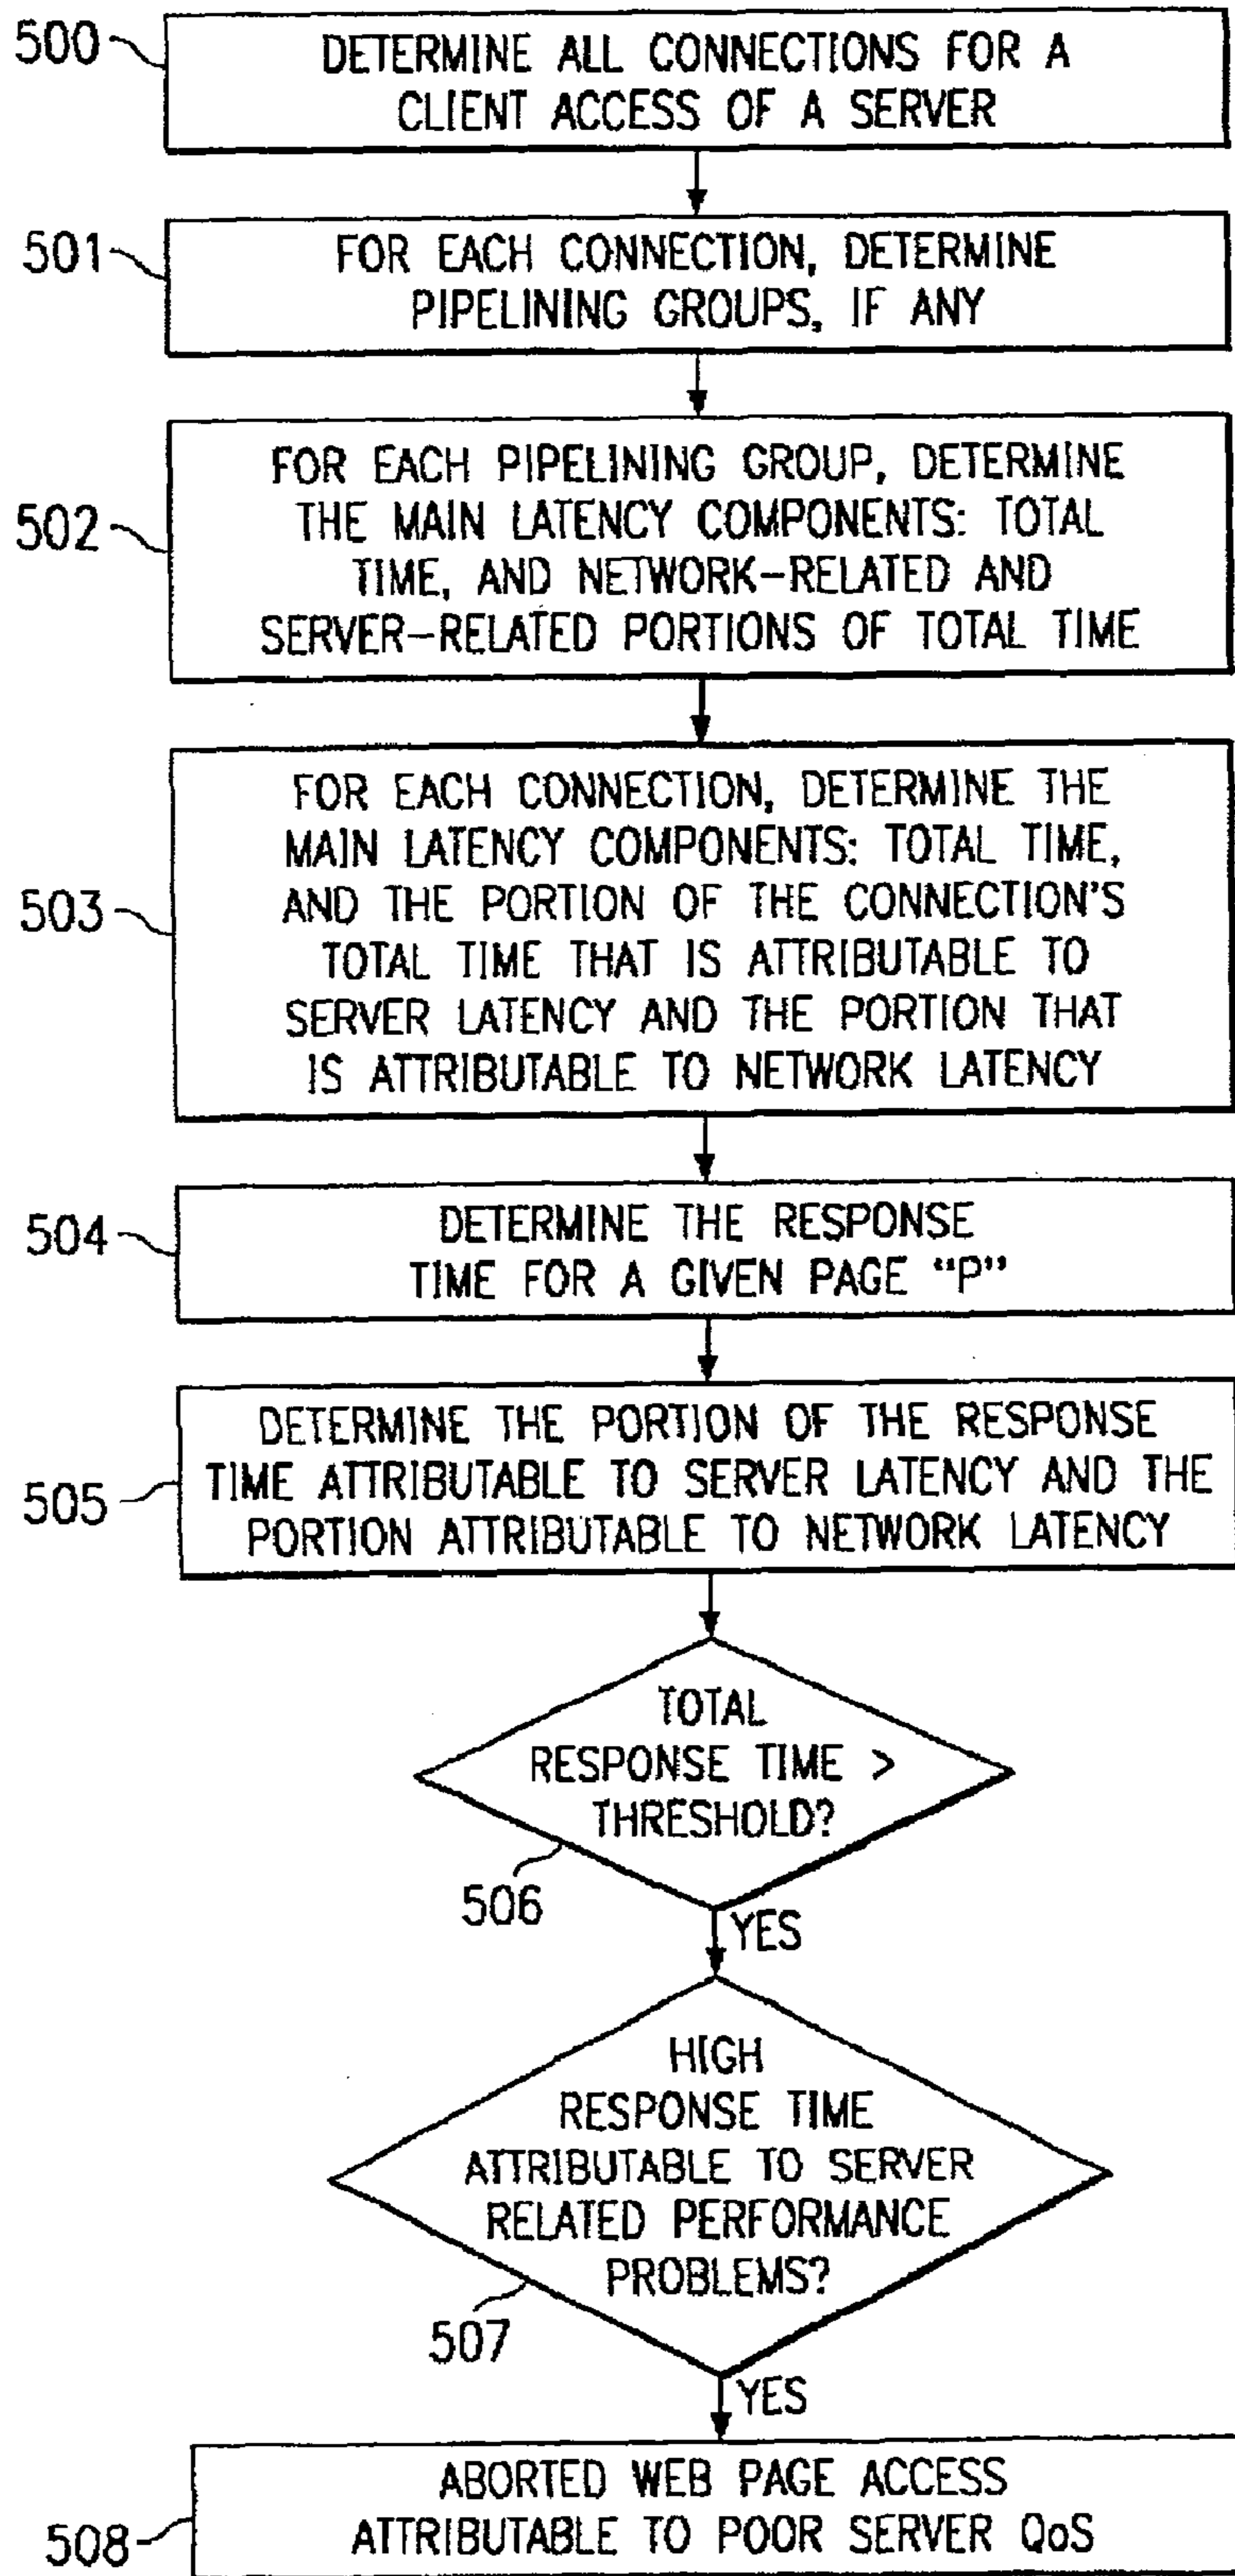 500
DETERMINE ALL CONNECTIONS FOR A
CLIENT ACCESS OF A SERVER
501
FOR EACH CONNECTION, DETERMINE
PIPELINING GROUPS, IF ANY
502
FOR EACH PIPELINING GROUP, DETERMINE
THE MAIN LATENCY COMPONENTS: TOTAL
TIME, AND NETWORK-RELATED AND
SERVER-RELATED PORTIONS OF TOTAL TIME
503
FOR EACH CONNECTION, DETERMINE THE
MAIN LATENCY COMPONENTS: TOTAL TIME,
AND THE PORTION OF THE CONNECTION'S
TOTAL TIME THAT IS ATTRIBUTABLE TO
SERVER LATENCY AND THE PORTION THAT
IS ATTRIBUTABLE TO NETWORK LATENCY
504
DETERMINE THE RESPONSE
TIME FOR A GIVEN PAGE "P"
505
DETERMINE THE PORTION OF THE RESPONSE
TIME ATTRIBUTABLE TO SERVER LATENCY AND THE
PORTION ATTRIBUTABLE TO NETWORK LATENCY
TOTAL
RESPONSE TIME >
THRESHOLD?
506
YES
HIGH
RESPONSE TIME
ATTRIBUTABLE TO SERVER
RELATED PERFORMANCE
PROBLEMS?
507
YES
508
ABORTED WEB PAGE ACCESS
ATTRIBUTABLE TO POOR SERVER QoS